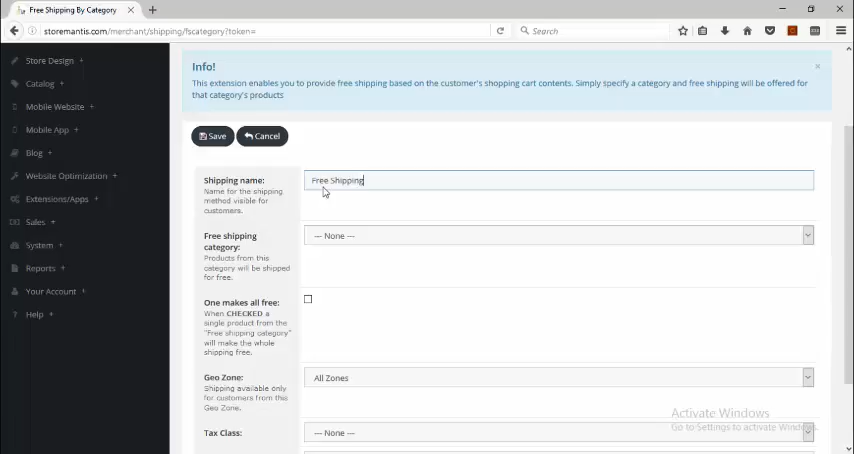 Free Shipping By Category
storemantis.com/merchant/shipping/fscategory?token=
Search
Store Design +
Catalog +
Mobile Website +
Mobile App +
Blog +
Website Optimization +
Extensions/Apps +
Sales +
System +
Reports +
Your Account +
Help +
Info!
This extension enables you to provide free shipping based on the customer's shopping cart contents. Simply specify a category and free shipping will be offered for
that category's products
Save
Cancel
Shipping name:
Name for the shipping
method visible for
customers.
Free Shipping
Free shipping
category:
Products from this
category will be shipped
for free.
--- None ---
One makes all free:
When CHECKED a
single product from the
"Free shipping category"
will make the whole
shipping free.
Geo Zone:
Shipping available only
for customers from this
Geo Zone.
All Zones
Tax Class:
--- None ---
Activate Windows
Go to Settings to activate Windows.